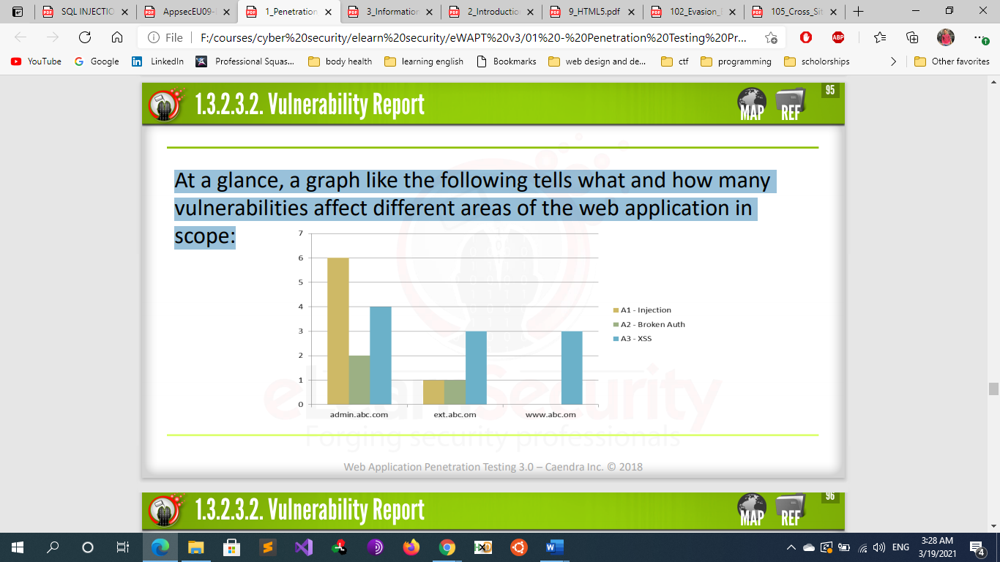 SQL INJECTIO
AppsecEU09-
1_Penetration
3_Information
2_Introductio
9_HTML5.pdf
102_Evasion_
105_Cross_Sit
File
F:/courses/cyber%20security/elearn%20security/eWAPT%20v3/01%20-%20Penetration%20Testing%20Pr...
ABP
YouTube
Google
LinkedIn
Professional Squas...
body health
learning english
Bookmarks
web design and de...
ctf
programming
scholorships
Other favorites
1.3.2.3.2. Vulnerability Report
MAP
REF
95
At a glance, a graph like the following tells what and how many
vulnerabilities affect different areas of the web application in
scope:
7
6
5
4
3
2
1
0
admin.abc.com
ext.abc.om
www.abc.om
A1 - Injection
A2 - Broken Auth
A3 - XSS
eLearnSecurity
Forging security professionals
Web Application Penetration Testing 3.0 – Caendra Inc. © 2018
1.3.2.3.2. Vulnerability Report
MAP
REF
96
ENG
3:28 AM
3/19/2021
4